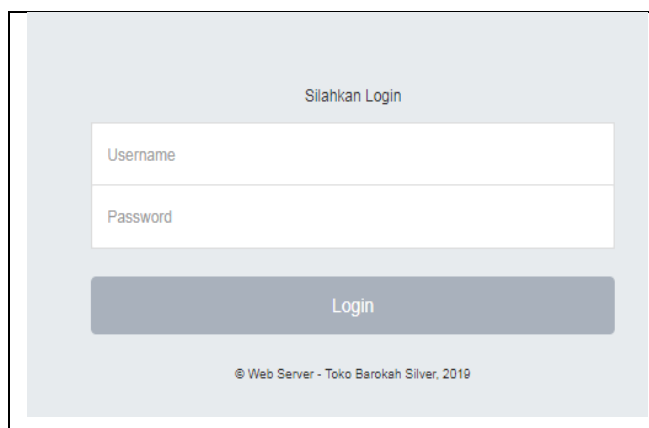 Silahkan Login
Username
Password
Login
© Web Server - Toko Barokah Silver, 2019